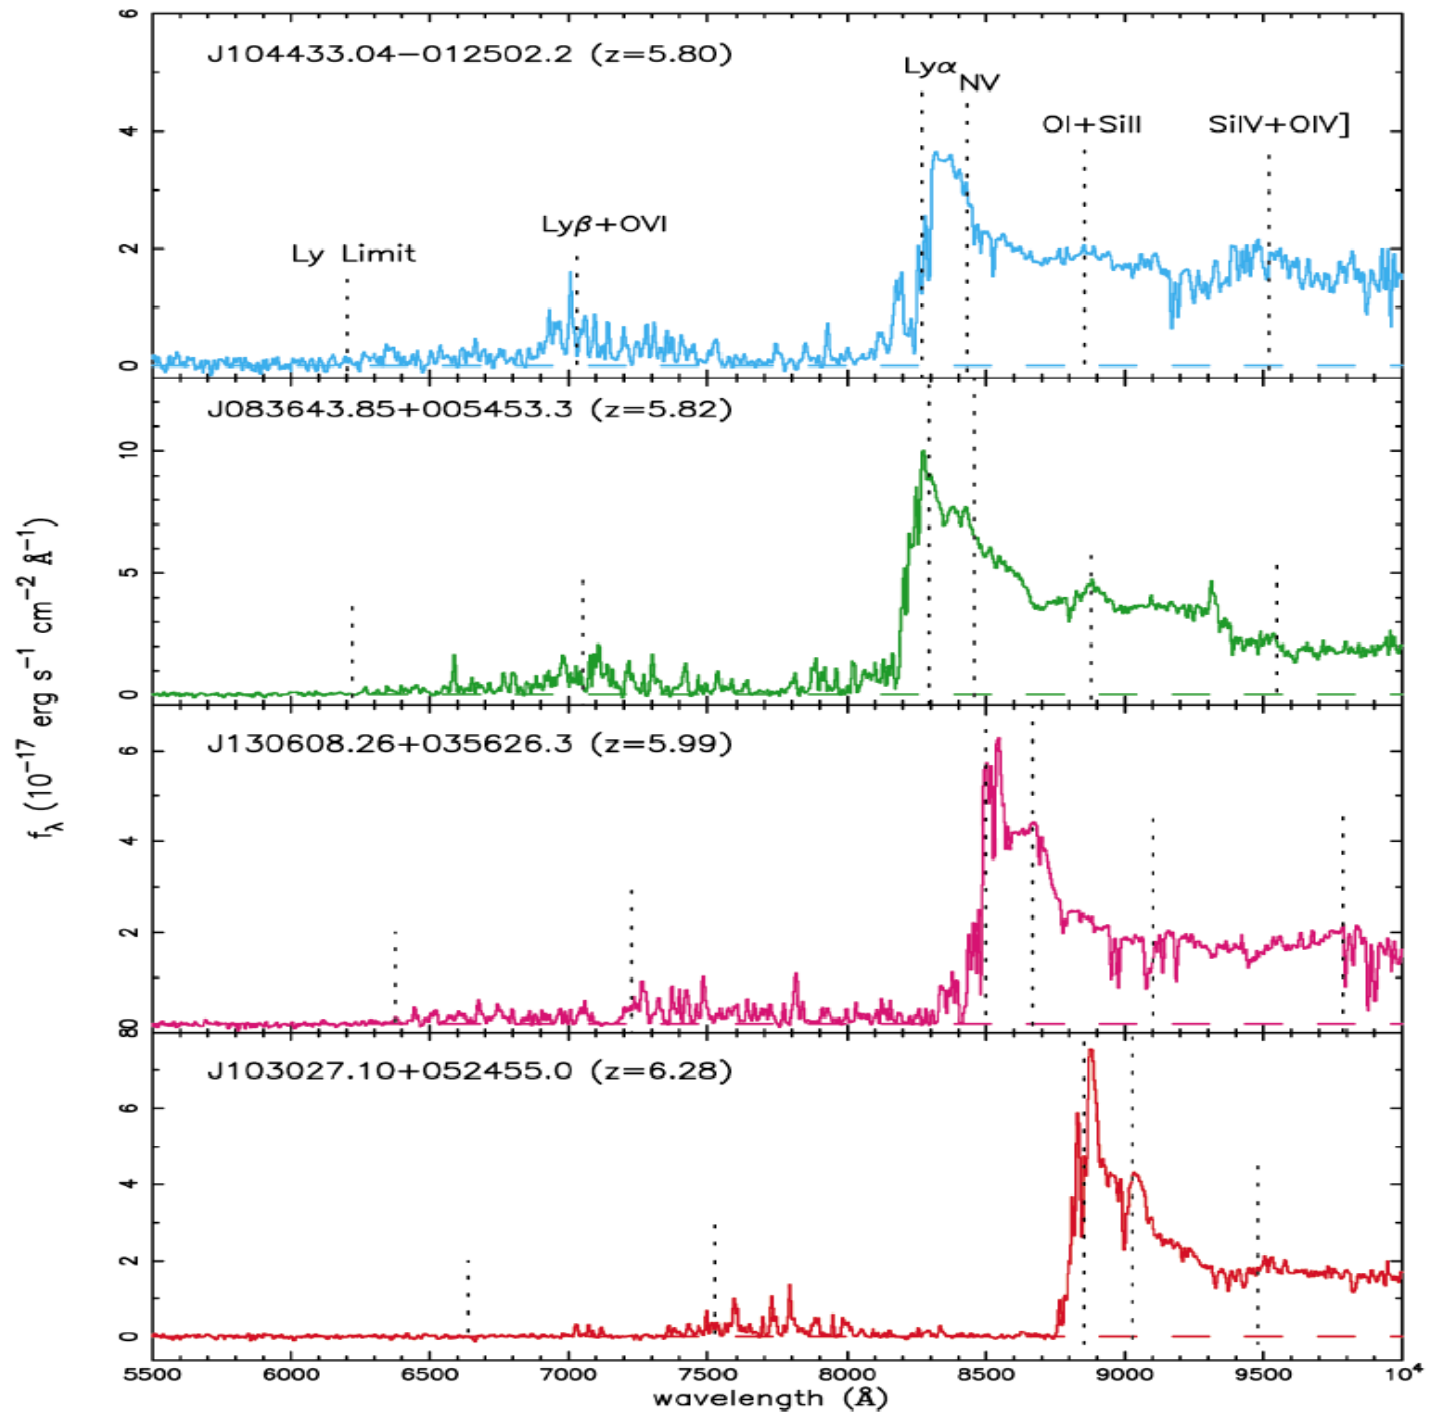 6
J104433.04−012502.2 (z=5.80)
Lyα
NV
OI+SiII
SiIV+OIV]
4
Lyβ+OVI
Ly Limit
2
0
J083643.85+005453.3 (z=5.82)
10
5
0
f_λ (10⁻¹⁷ erg s⁻¹ cm⁻² Å⁻¹)
J130608.26+035626.3 (z=5.99)
6
4
2
0
8
J103027.10+052455.0 (z=6.28)
6
4
2
0
5500 6000 6500 7000 7500 8000 8500 9000 9500 10⁴
wavelength (Å)